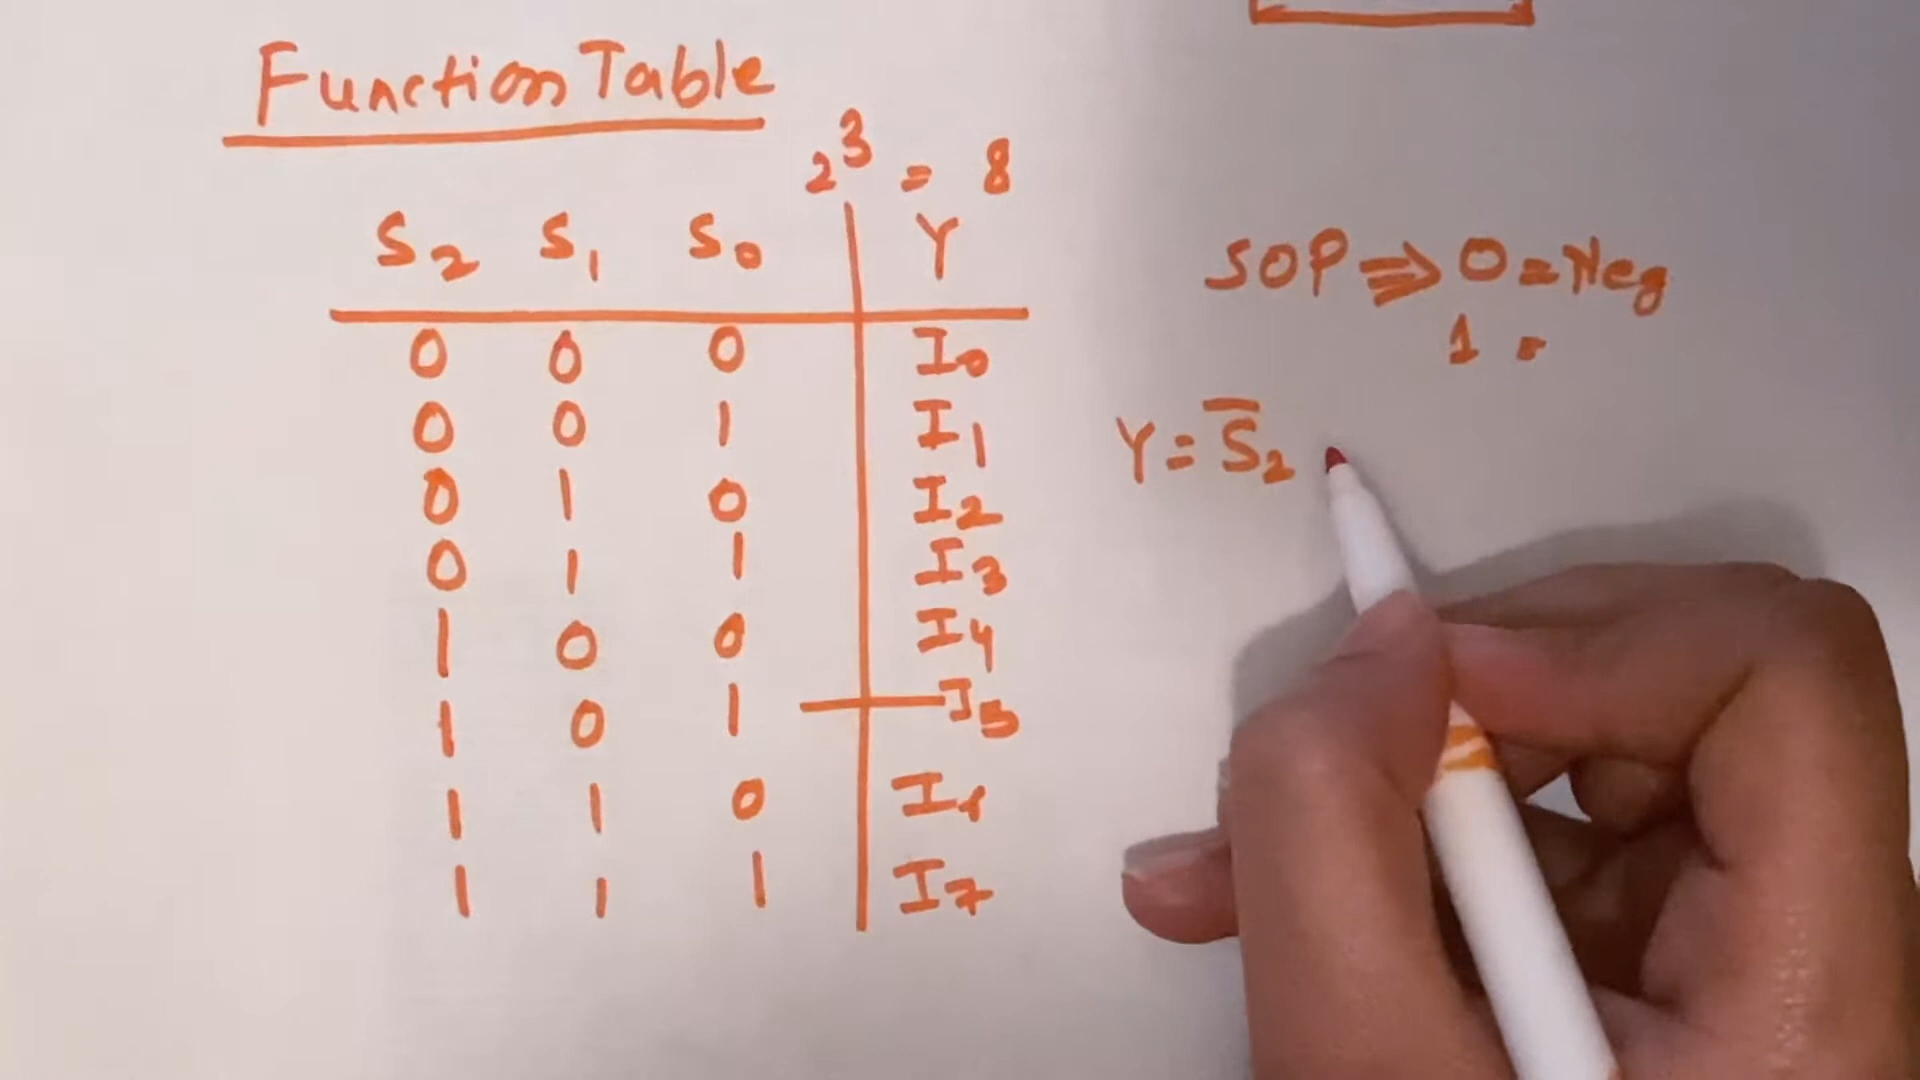 Function Table
2³ = 8
S₂ S₁ S₀ Y
0 0 0 I₀
0 0 1 I₁
0 1 0 I₂
0 1 1 I₃
1 0 0 I₄
1 0 1 I₅
1 1 0 I
1 1 1 I₇
SOP ⇒ 0 = Neg
1 =
Y = S̅₂